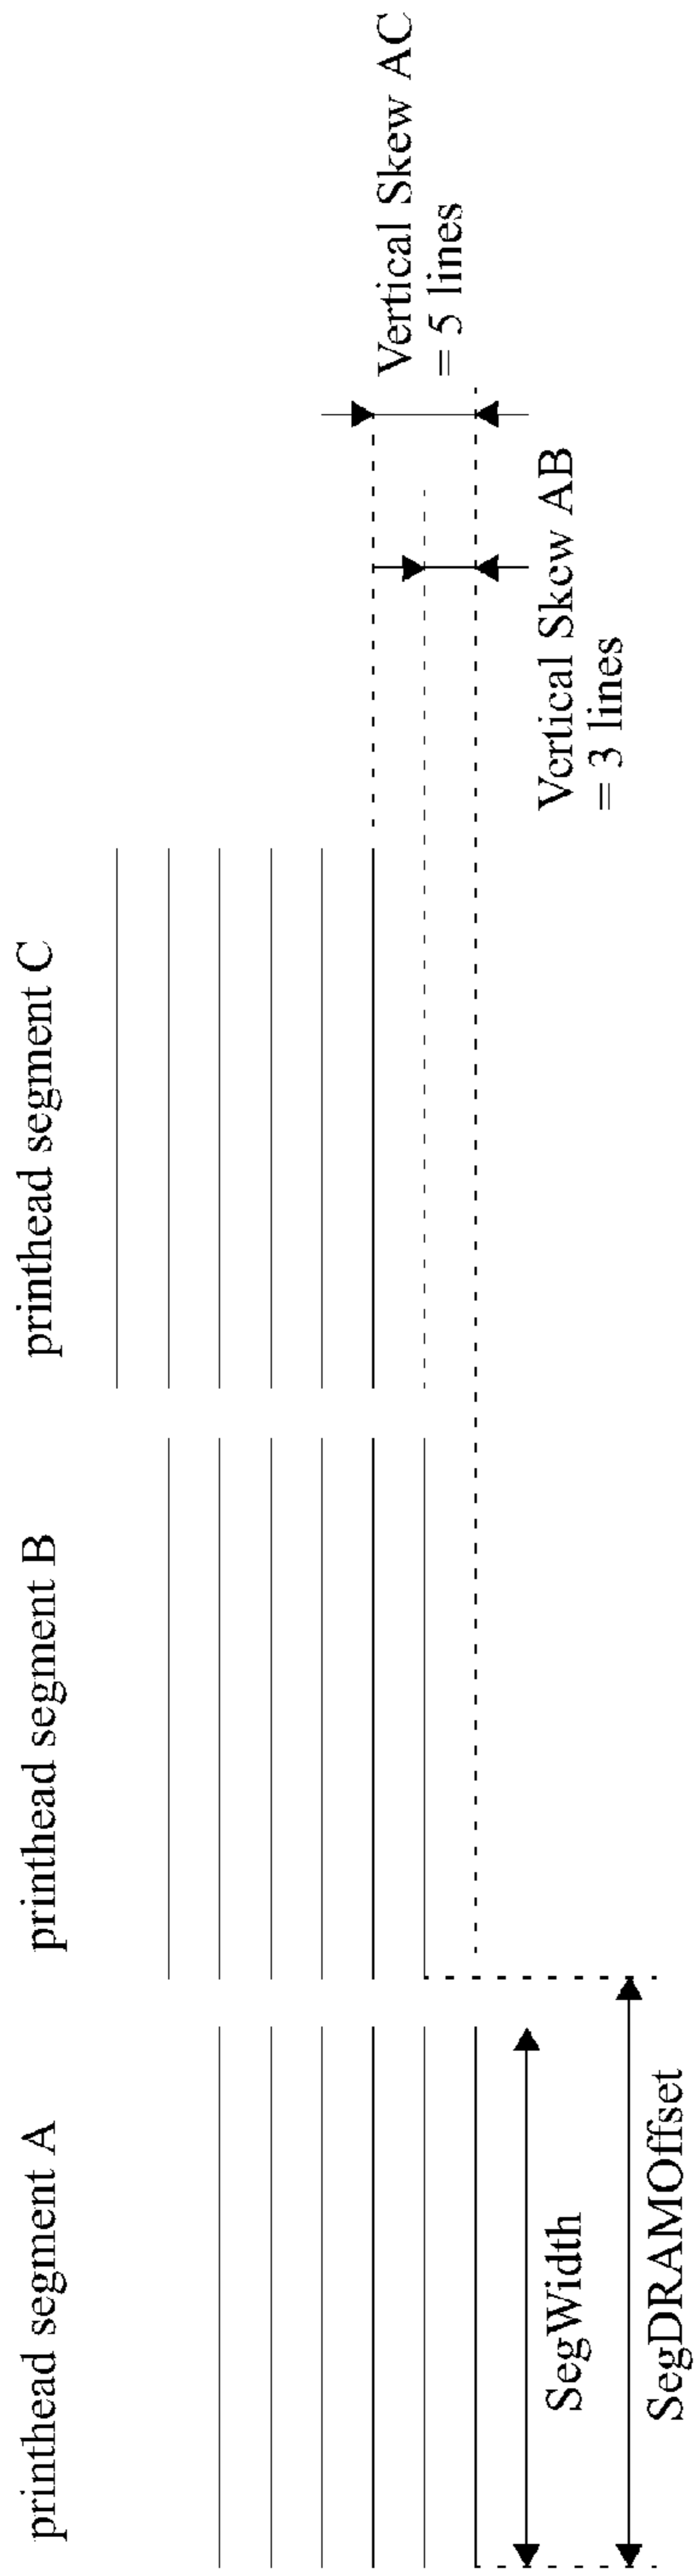 printhead segment A
printhead segment B
printhead segment C
Vertical Skew AC
= 5 lines
SegWidth
Vertical Skew AB
= 3 lines
SegDRAMOffset